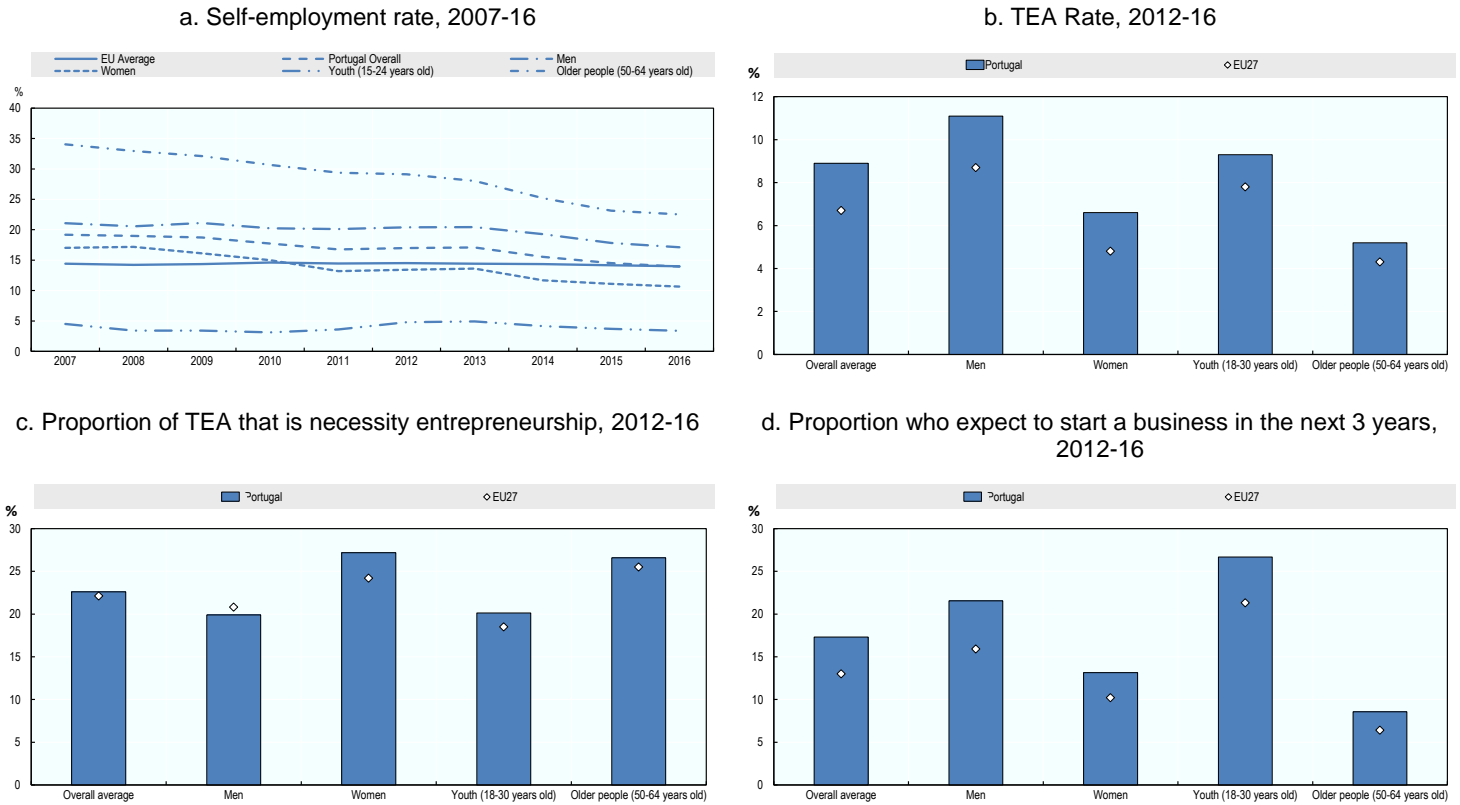 a. Self-employment rate, 2007-16
EU Average Portugal Overall Men
Women Youth (15-24 years old) Older people (50-64 years old)
%
40
35
30
25
20
15
10
5
0
2007 2008 2009 2010 2011 2012 2013 2014 2015 2016
b. TEA Rate, 2012-16
Portugal EU27
%
12
10
8
6
4
2
0
Overall average Men Women Youth (18-30 years old) Older people (50-64 years old)
c. Proportion of TEA that is necessity entrepreneurship, 2012-16
Portugal EU27
%
30
25
20
15
10
5
0
Overall average Men Women Youth (18-30 years old) Older people (50-64 years old)
d. Proportion who expect to start a business in the next 3 years,
2012-16
Portugal EU27
%
30
25
20
15
10
5
0
Overall average Men Women Youth (18-30 years old) Older people (50-64 years old)